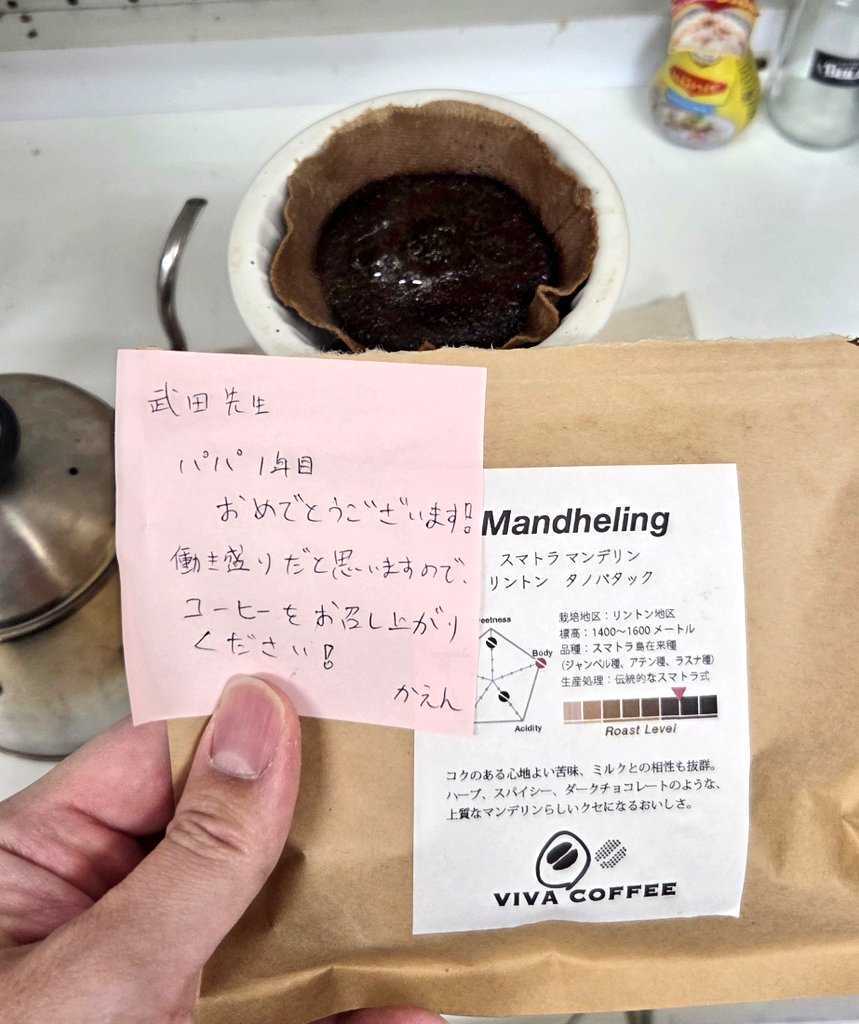 武田先生
パパ1年目
おめでとうございます!!
働き盛りだと思いますので、
コーヒーをお召し上がり
ください!
かえん
Mandheling
スマトラ マンデリン
リントン タノバタック
Body
Acidity
栽培地区:リントン地区
標高:1400〜1600メートル
品種:スマトラ島在来種
(ジャンベル種、アテン種、ラスナ種)
生産処理:伝統的なスマトラ式
Roast Level
コクのある心地よい苦味、ミルクとの相性も抜群。
ハーブ、スパイシー、ダークチョコレートのような、
上質なマンデリンらしいクセになるおいしさ。
VIVA COFFEE